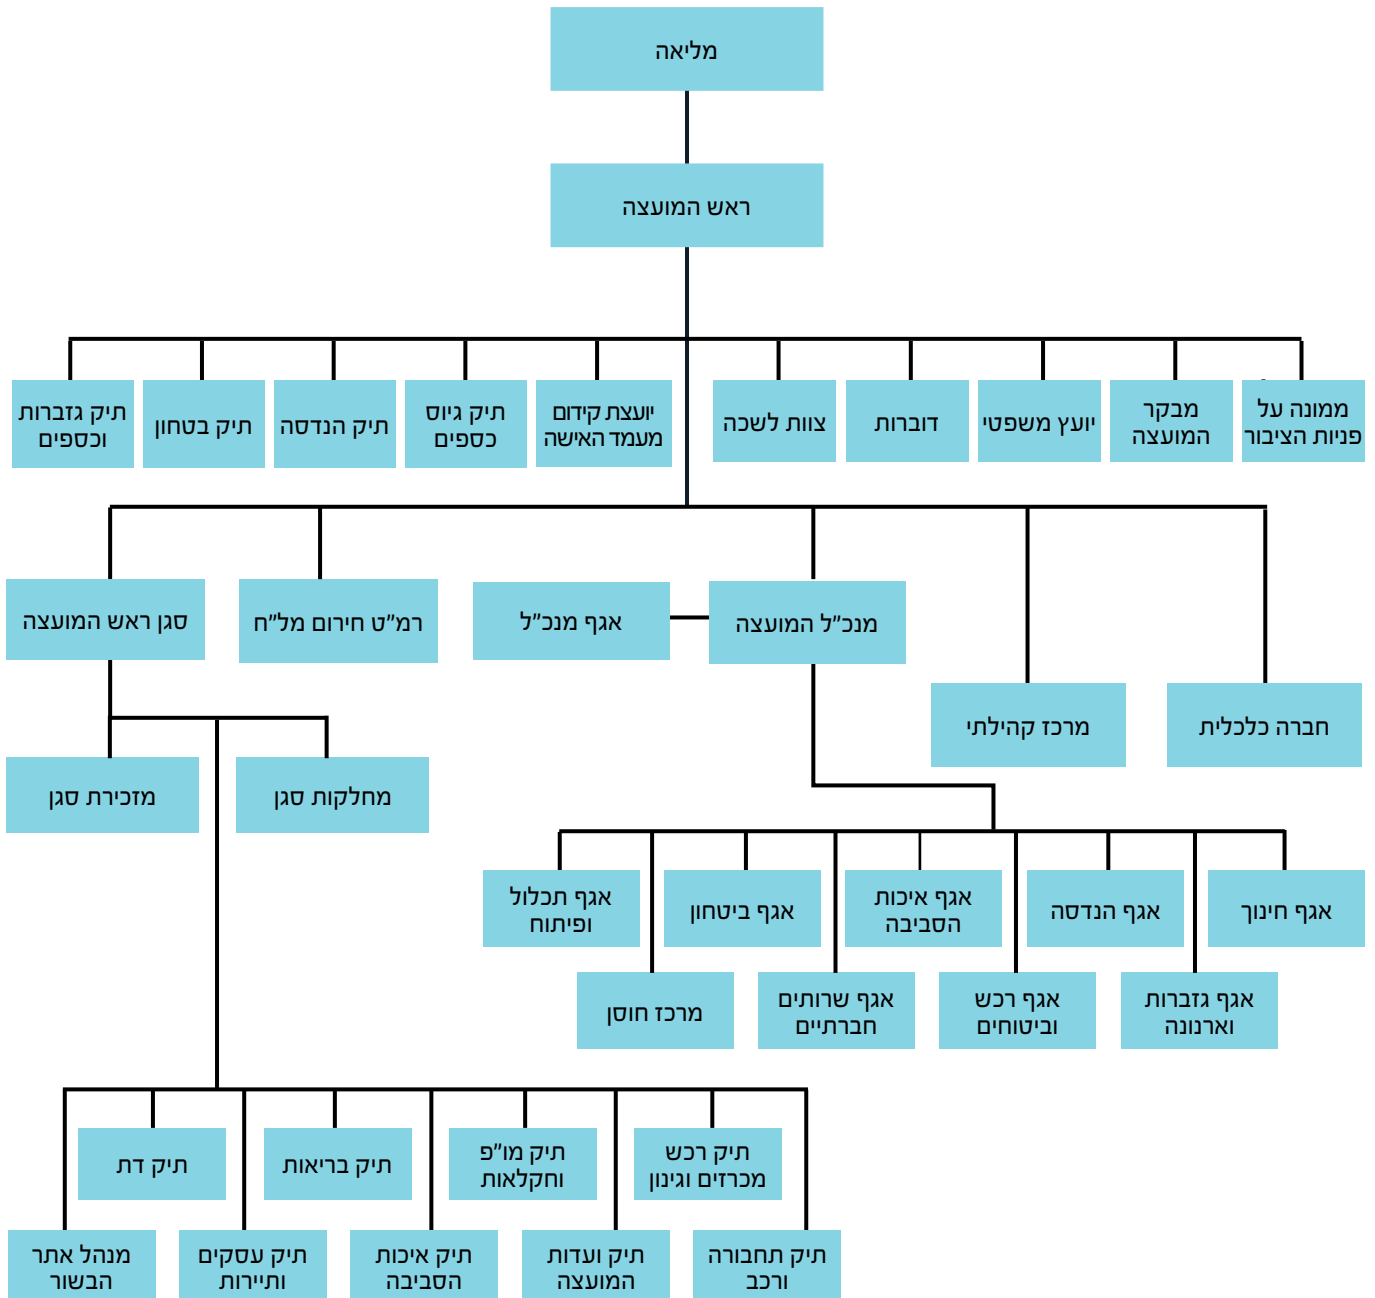 מליאה
ראש המועצה
ממונה על
פניות הציבור
מבקר
המועצה
יועץ משפטי
דוברות
צוות לשכה
יועצת קידום
מעמד האישה
תיק גיוס
כספים
תיק הנדסה
תיק בטחון
תיק גזברות
וכספים
מנכ"ל המועצה
אגף מנכ"ל
רמ"ט חירום מל"ח
סגן ראש המועצה
חברה כלכלית
מרכז קהילתי
מחלקות סגן
מזכירת סגן
אגף חינוך
אגף הנדסה
אגף איכות
הסביבה
אגף ביטחון
אגף תכלול
ופיתוח
אגף גזברות
וארנונה
אגף רכש
וביטוחים
אגף שרותים
חברתיים
מרכז חוסן
תיק רכש
מכרזים וגינון
תיק מו"פ
וחקלאות
תיק בריאות
תיק דת
תיק תחבורה
ורכב
תיק ועדות
המועצה
תיק איכות
הסביבה
תיק עסקים
ותיירות
מנהל אתר
הבשור